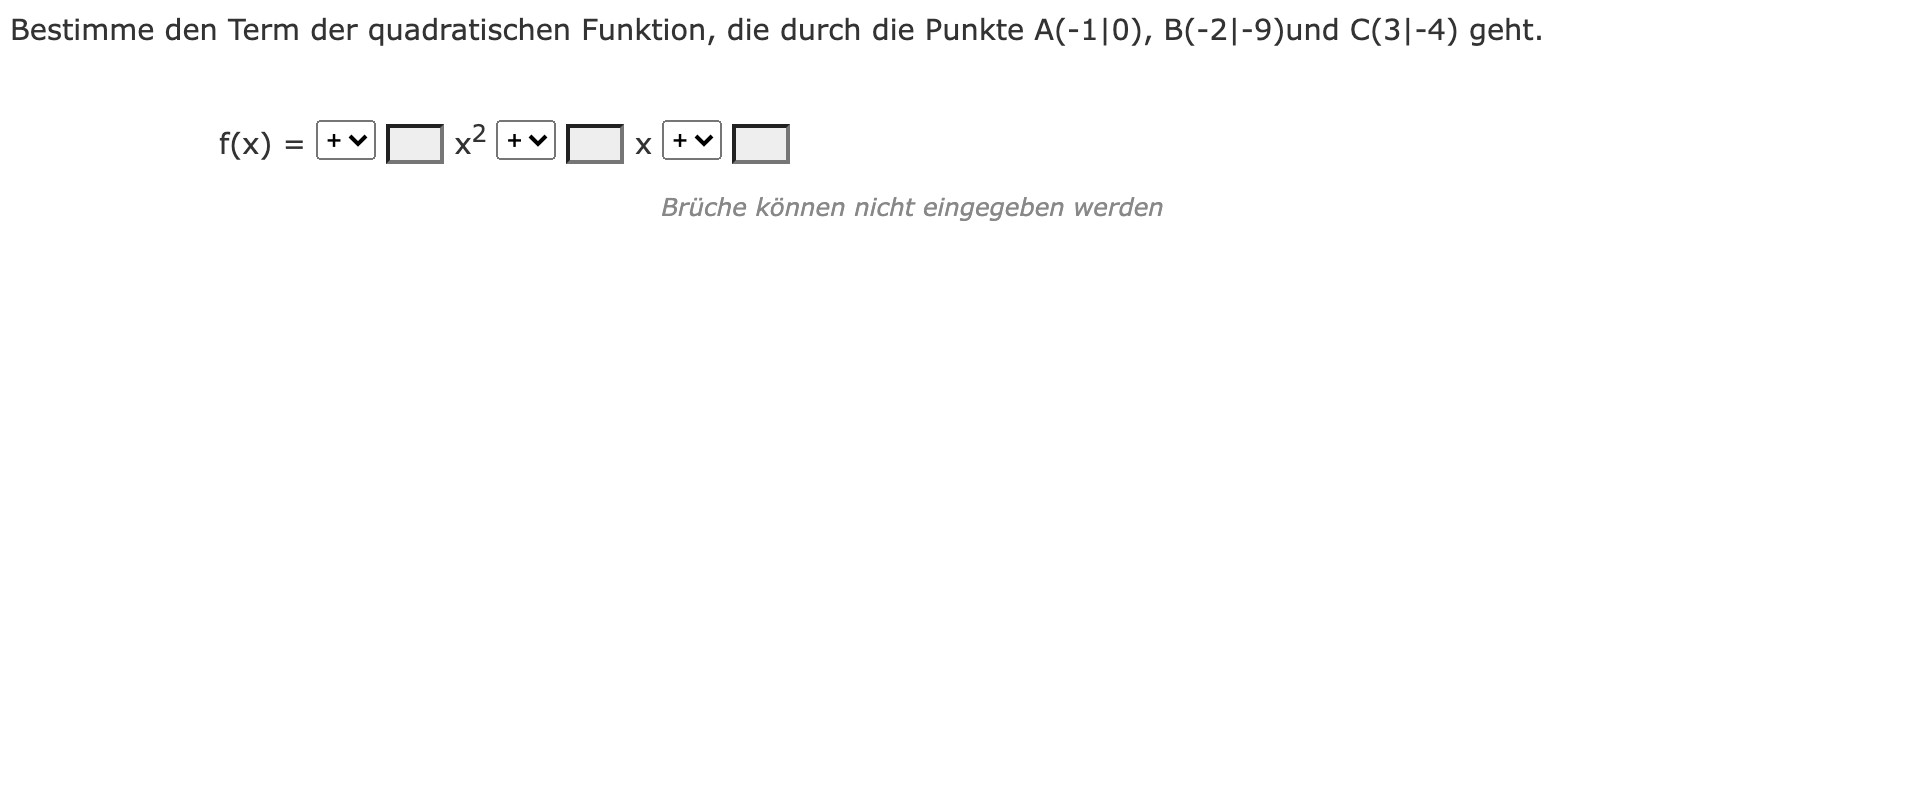 Bestimme den Term der quadratischen Funktion, die durch die Punkte A(-1|0), B(-2|-9)und C(3|-4) geht.
f(x) = + x² + x +
Brüche können nicht eingegeben werden